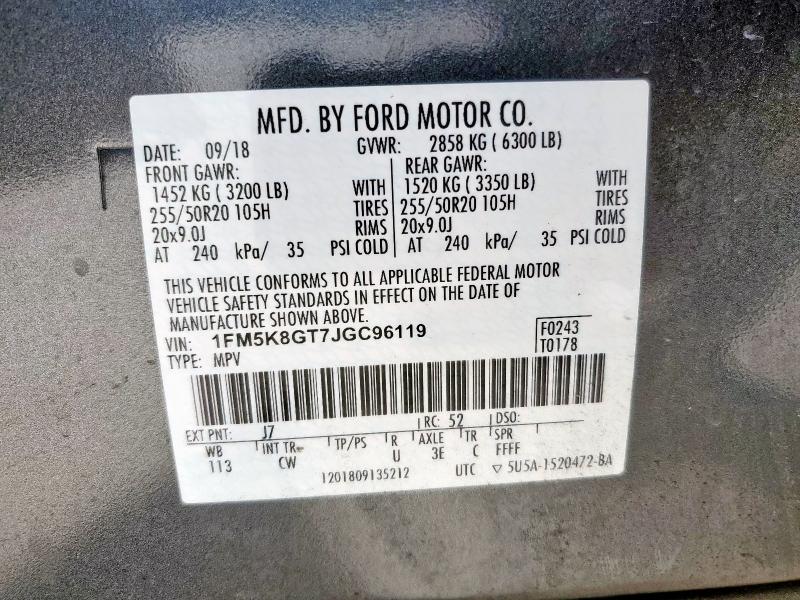 MFD. BY FORD MOTOR CO.
DATE: 09/18 GVWR: 2858 KG ( 6300 LB)
FRONT GAWR: REAR GAWR:
1452 KG ( 3200 LB) WITH 1520 KG ( 3350 LB) WITH
255/50R20 105H TIRES 255/50R20 105H TIRES
20x9.0J RIMS 20x9.0J RIMS
AT 240 kPa/ 35 PSI COLD AT 240 kPa/ 35 PSI COLD
THIS VEHICLE CONFORMS TO ALL APPLICABLE FEDERAL MOTOR
VEHICLE SAFETY STANDARDS IN EFFECT ON THE DATE OF
MANUFACTURE SHOWN ABOVE.
VIN: 1FM5K8GT7JGC96119 F0243
TYPE: MPV T0178
EXT PNT: J7 RC: 52 DSO:
WB INT TR TP/PS R AXLE TR SPR
113 CW U 3E C FFFF
1201809135212 UTC ▽ 5U5A-1520472-BA